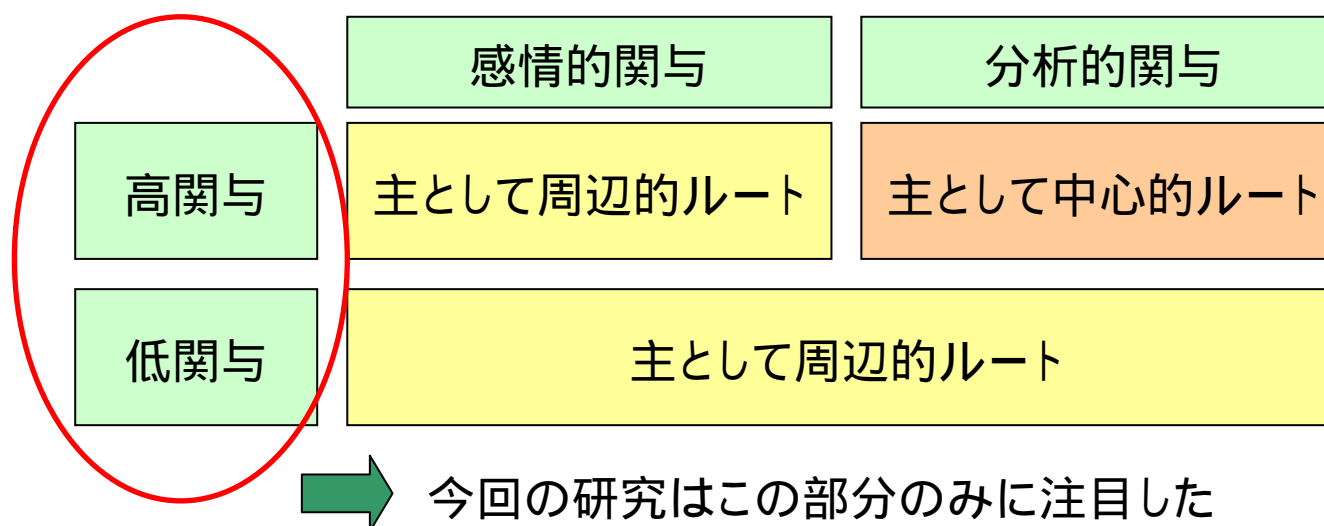 感情的関与
分析的関与
高関与
主として周辺的ルート
主として中心的ルート
低関与
主として周辺的ルート
今回の研究はこの部分のみに注目した